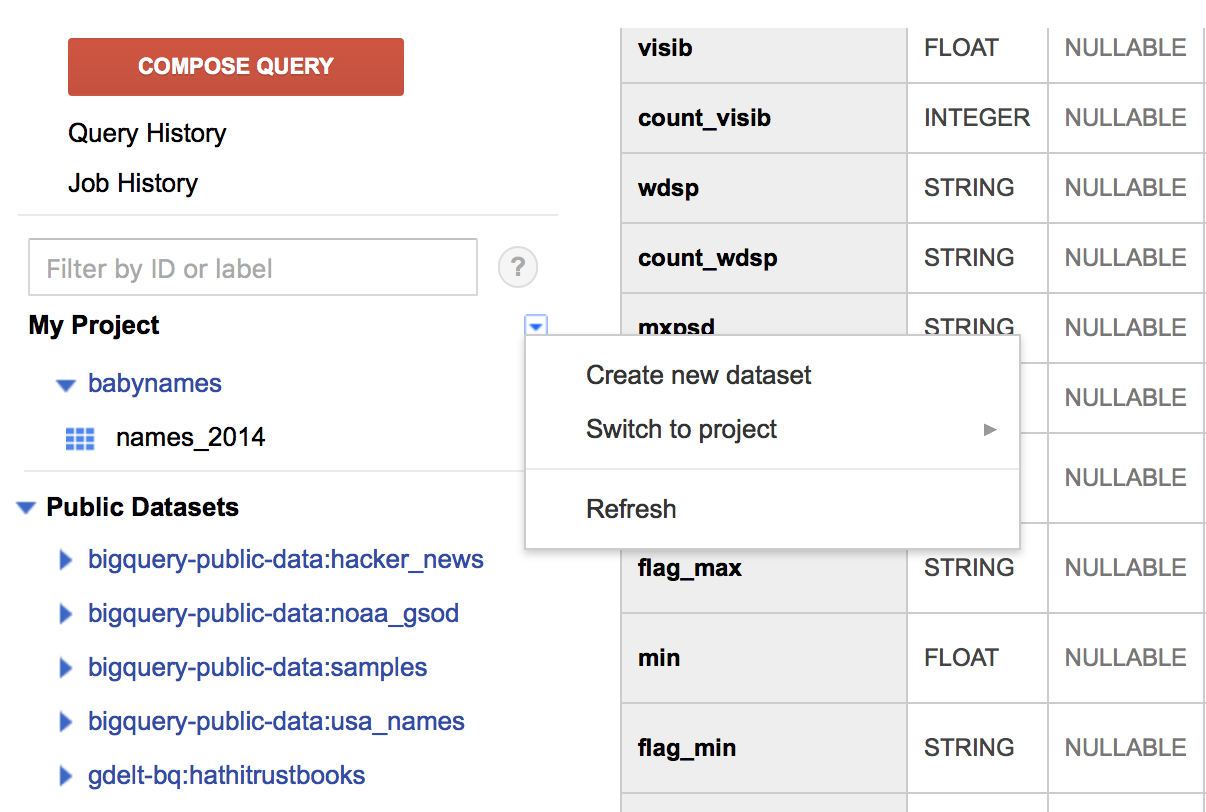 COMPOSE QUERY
Query History
Job History
Filter by ID or label
?
My Project
babynames
names_2014
Public Datasets
bigquery-public-data:hacker_news
bigquery-public-data:noaa_gsod
bigquery-public-data:samples
bigquery-public-data:usa_names
gdelt-bq:hathitrustbooks
Create new dataset
Switch to project
Refresh
visib FLOAT NULLABLE
count_visib INTEGER NULLABLE
wdsp STRING NULLABLE
count_wdsp STRING NULLABLE
mxpsd STRING NULLABLE
NULLABLE
NULLABLE
flag_max STRING NULLABLE
min FLOAT NULLABLE
flag_min STRING NULLABLE